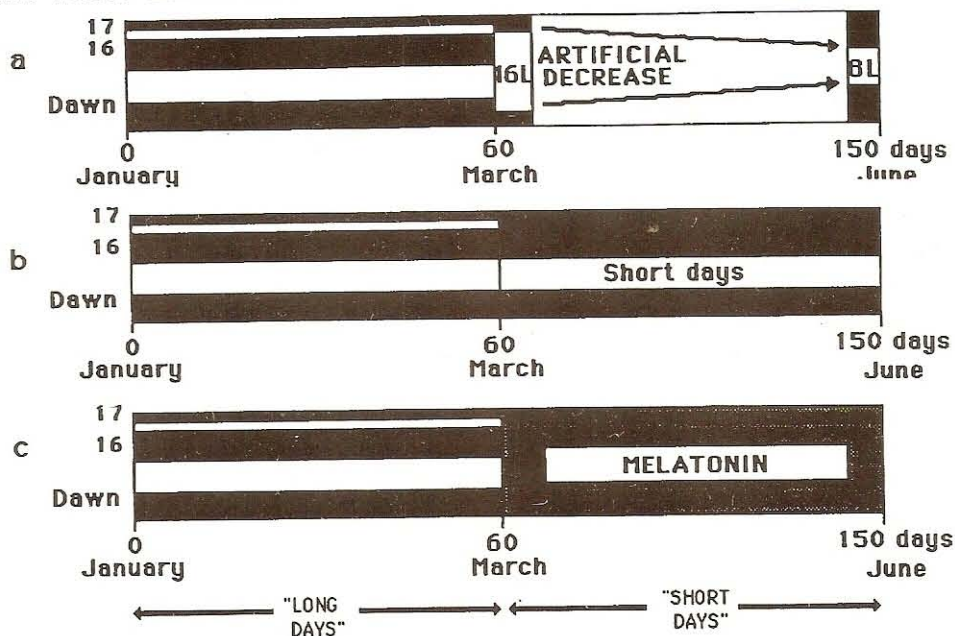 17
16
a
16L
ARTIFICIAL
DECREASE
8L
Dawn
0
60
150 days
January
March
June
17
16
b
Short days
Dawn
0
60
150 days
January
March
June
17
16
c
MELATONIN
Dawn
0
60
150 days
January
March
June
"LONG
DAYS"
"SHORT
DAYS"